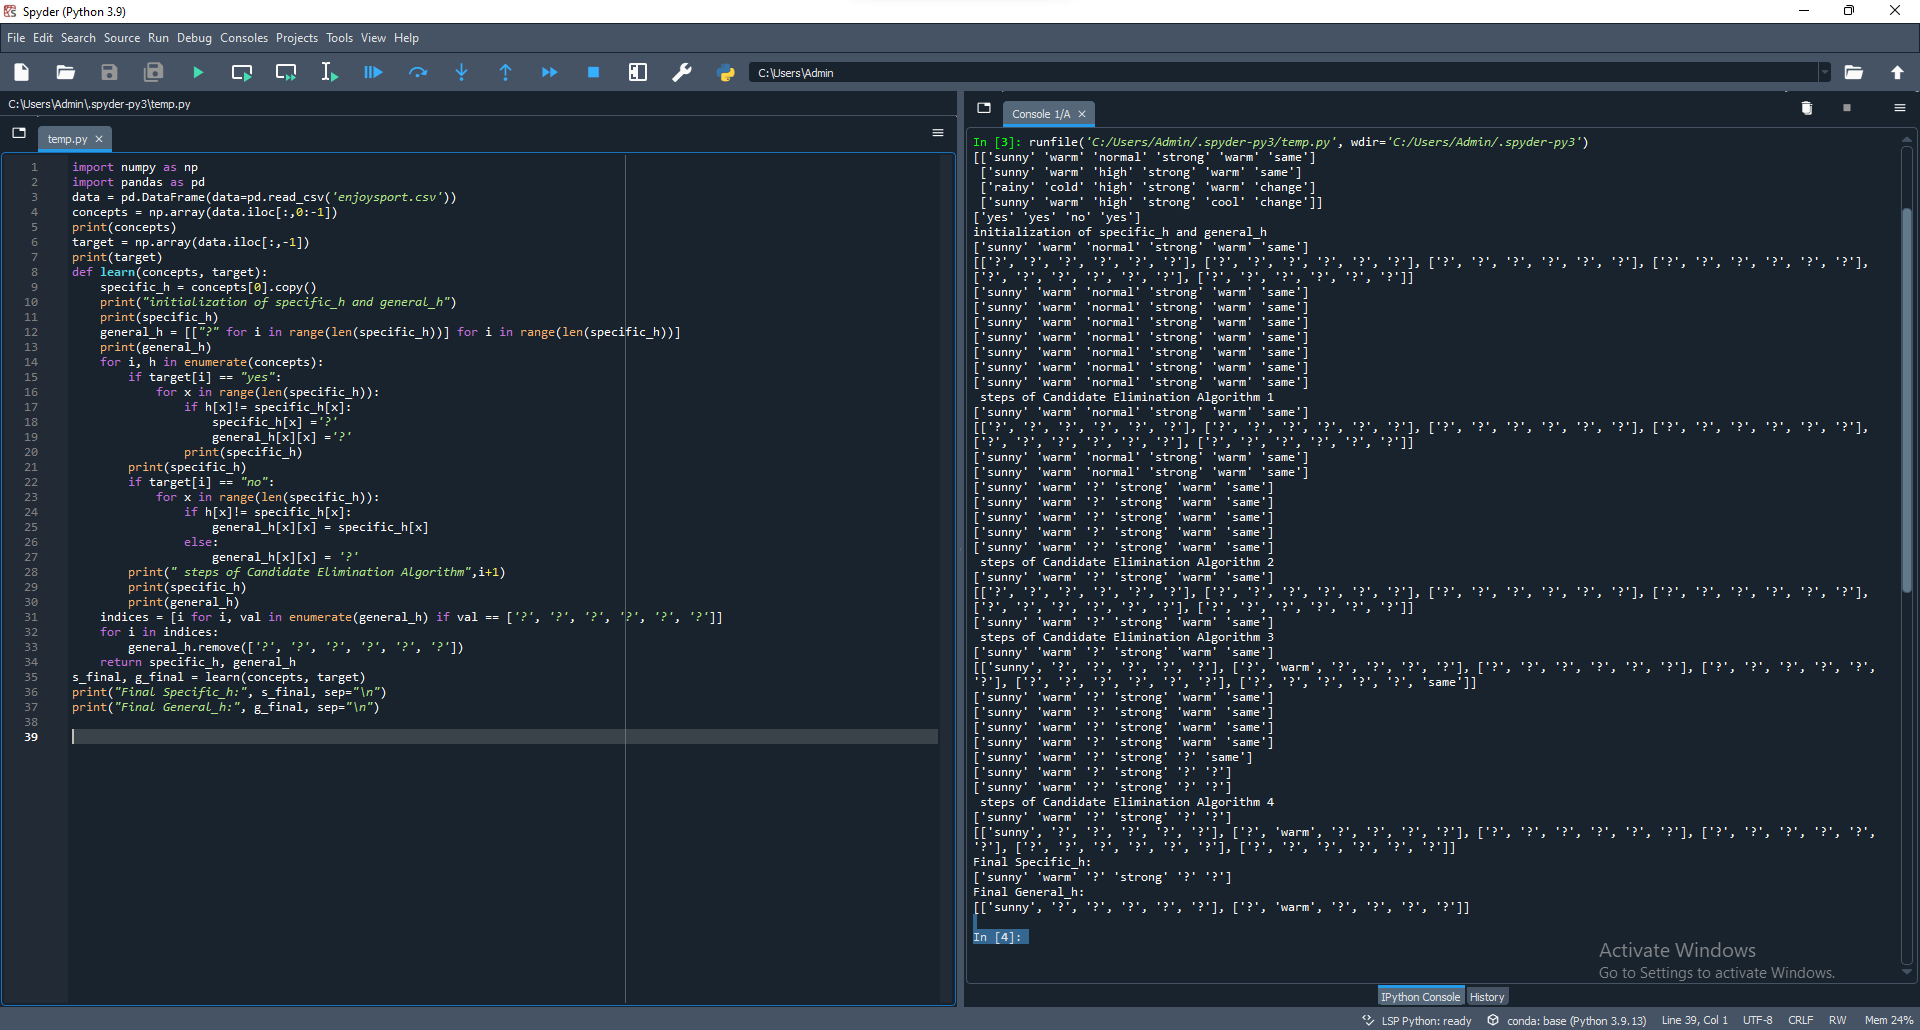 Spyder (Python 3.9)
File Edit Search Source Run Debug Consoles Projects Tools View Help
C:\Users\Admin
C:\Users\Admin\.spyder-py3\temp.py
temp.py
1 import numpy as np
2 import pandas as pd
3 data = pd.DataFrame(data=pd.read_csv('enjoysport.csv'))
4 concepts = np.array(data.iloc[:,0:-1])
5 print(concepts)
6 target = np.array(data.iloc[:,-1])
7 print(target)
8 def learn(concepts, target):
9 specific_h = concepts[0].copy()
10 print("initialization of specific_h and general_h")
11 print(specific_h)
12 general_h = [["?" for i in range(len(specific_h))] for i in range(len(specific_h))]
13 print(general_h)
14 for i, h in enumerate(concepts):
15 if target[i] == "yes":
16 for x in range(len(specific_h)):
17 if h[x]!= specific_h[x]:
18 specific_h[x] ='?'
19 general_h[x][x] ='?'
20 print(specific_h)
21 print(specific_h)
22 if target[i] == "no":
23 for x in range(len(specific_h)):
24 if h[x]!= specific_h[x]:
25 general_h[x][x] = specific_h[x]
26 else:
27 general_h[x][x] = '?'
28 print(" steps of Candidate Elimination Algorithm",i+1)
29 print(specific_h)
30 print(general_h)
31 indices = [i for i, val in enumerate(general_h) if val == ['?', '?', '?', '?', '?', '?']]
32 for i in indices:
33 general_h.remove(['?', '?', '?', '?', '?', '?'])
34 return specific_h, general_h
35 s_final, g_final = learn(concepts, target)
36 print("Final Specific_h:", s_final, sep="\n")
37 print("Final General_h:", g_final, sep="\n")
38
39
Console 1/A
In [3]: runfile('C:/Users/Admin/.spyder-py3/temp.py', wdir='C:/Users/Admin/.spyder-py3')
[['sunny' 'warm' 'normal' 'strong' 'warm' 'same']
['sunny' 'warm' 'high' 'strong' 'warm' 'same']
['rainy' 'cold' 'high' 'strong' 'warm' 'change']
['sunny' 'warm' 'high' 'strong' 'cool' 'change']]
['yes' 'yes' 'no' 'yes']
initialization of specific_h and general_h
['sunny' 'warm' 'normal' 'strong' 'warm' 'same']
[['?', '?', '?', '?', '?', '?'], ['?', '?', '?', '?', '?', '?'], ['?', '?', '?', '?', '?', '?'], ['?', '?', '?', '?', '?', '?'],
['?', '?', '?', '?', '?', '?'], ['?', '?', '?', '?', '?', '?']]
['sunny' 'warm' 'normal' 'strong' 'warm' 'same']
['sunny' 'warm' 'normal' 'strong' 'warm' 'same']
['sunny' 'warm' 'normal' 'strong' 'warm' 'same']
['sunny' 'warm' 'normal' 'strong' 'warm' 'same']
['sunny' 'warm' 'normal' 'strong' 'warm' 'same']
['sunny' 'warm' 'normal' 'strong' 'warm' 'same']
['sunny' 'warm' 'normal' 'strong' 'warm' 'same']
steps of Candidate Elimination Algorithm 1
['sunny' 'warm' 'normal' 'strong' 'warm' 'same']
[['?', '?', '?', '?', '?', '?'], ['?', '?', '?', '?', '?', '?'], ['?', '?', '?', '?', '?', '?'], ['?', '?', '?', '?', '?', '?'],
['?', '?', '?', '?', '?', '?'], ['?', '?', '?', '?', '?', '?']]
['sunny' 'warm' 'normal' 'strong' 'warm' 'same']
['sunny' 'warm' 'normal' 'strong' 'warm' 'same']
['sunny' 'warm' '?' 'strong' 'warm' 'same']
['sunny' 'warm' '?' 'strong' 'warm' 'same']
['sunny' 'warm' '?' 'strong' 'warm' 'same']
['sunny' 'warm' '?' 'strong' 'warm' 'same']
['sunny' 'warm' '?' 'strong' 'warm' 'same']
steps of Candidate Elimination Algorithm 2
['sunny' 'warm' '?' 'strong' 'warm' 'same']
[['?', '?', '?', '?', '?', '?'], ['?', '?', '?', '?', '?', '?'], ['?', '?', '?', '?', '?', '?'], ['?', '?', '?', '?', '?', '?'],
['?', '?', '?', '?', '?', '?'], ['?', '?', '?', '?', '?', '?']]
['sunny' 'warm' '?' 'strong' 'warm' 'same']
steps of Candidate Elimination Algorithm 3
['sunny' 'warm' '?' 'strong' 'warm' 'same']
[['sunny', '?', '?', '?', '?', '?'], ['?', 'warm', '?', '?', '?', '?'], ['?', '?', '?', '?', '?', '?'], ['?', '?', '?', '?', '?',
'?'], ['?', '?', '?', '?', '?', '?'], ['?', '?', '?', '?', '?', 'same']]
['sunny' 'warm' '?' 'strong' 'warm' 'same']
['sunny' 'warm' '?' 'strong' 'warm' 'same']
['sunny' 'warm' '?' 'strong' 'warm' 'same']
['sunny' 'warm' '?' 'strong' 'warm' 'same']
['sunny' 'warm' '?' 'strong' '?' 'same']
['sunny' 'warm' '?' 'strong' '?' '?']
['sunny' 'warm' '?' 'strong' '?' '?']
steps of Candidate Elimination Algorithm 4
['sunny' 'warm' '?' 'strong' '?' '?']
[['sunny', '?', '?', '?', '?', '?'], ['?', 'warm', '?', '?', '?', '?'], ['?', '?', '?', '?', '?', '?'], ['?', '?', '?', '?', '?',
'?'], ['?', '?', '?', '?', '?', '?'], ['?', '?', '?', '?', '?', '?']]
Final Specific_h:
['sunny' 'warm' '?' 'strong' '?' '?']
Final General_h:
[['sunny', '?', '?', '?', '?', '?'], ['?', 'warm', '?', '?', '?', '?']]
In [4]:
Activate Windows
Go to Settings to activate Windows.
IPython Console History
LSP Python: ready conda: base (Python 3.9.13) Line 39, Col 1 UTF-8 CRLF RW Mem 24%